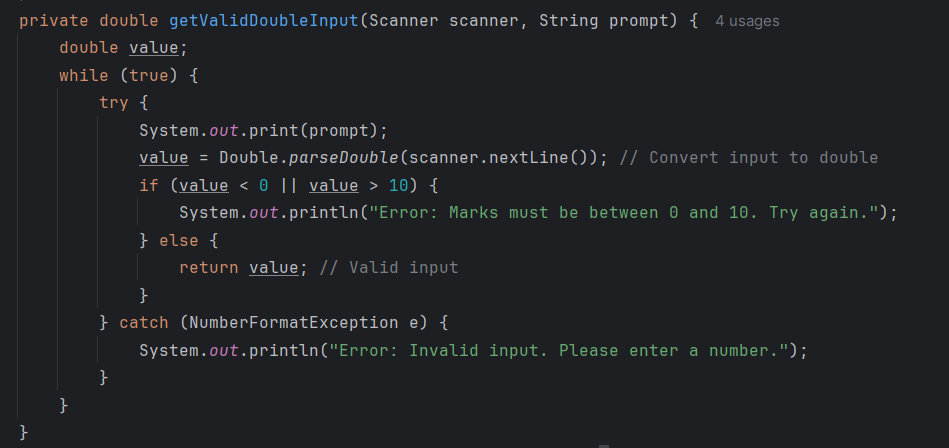 private double getValidDoubleInput(Scanner scanner, String prompt) { 4 usages
    double value;
    while (true) {
        try {
            System.out.print(prompt);
            value = Double.parseDouble(scanner.nextLine()); // Convert input to double
            if (value < 0 || value > 10) {
                System.out.println("Error: Marks must be between 0 and 10. Try again.");
            } else {
                return value; // Valid input
            }
        } catch (NumberFormatException e) {
            System.out.println("Error: Invalid input. Please enter a number.");
        }
    }
}